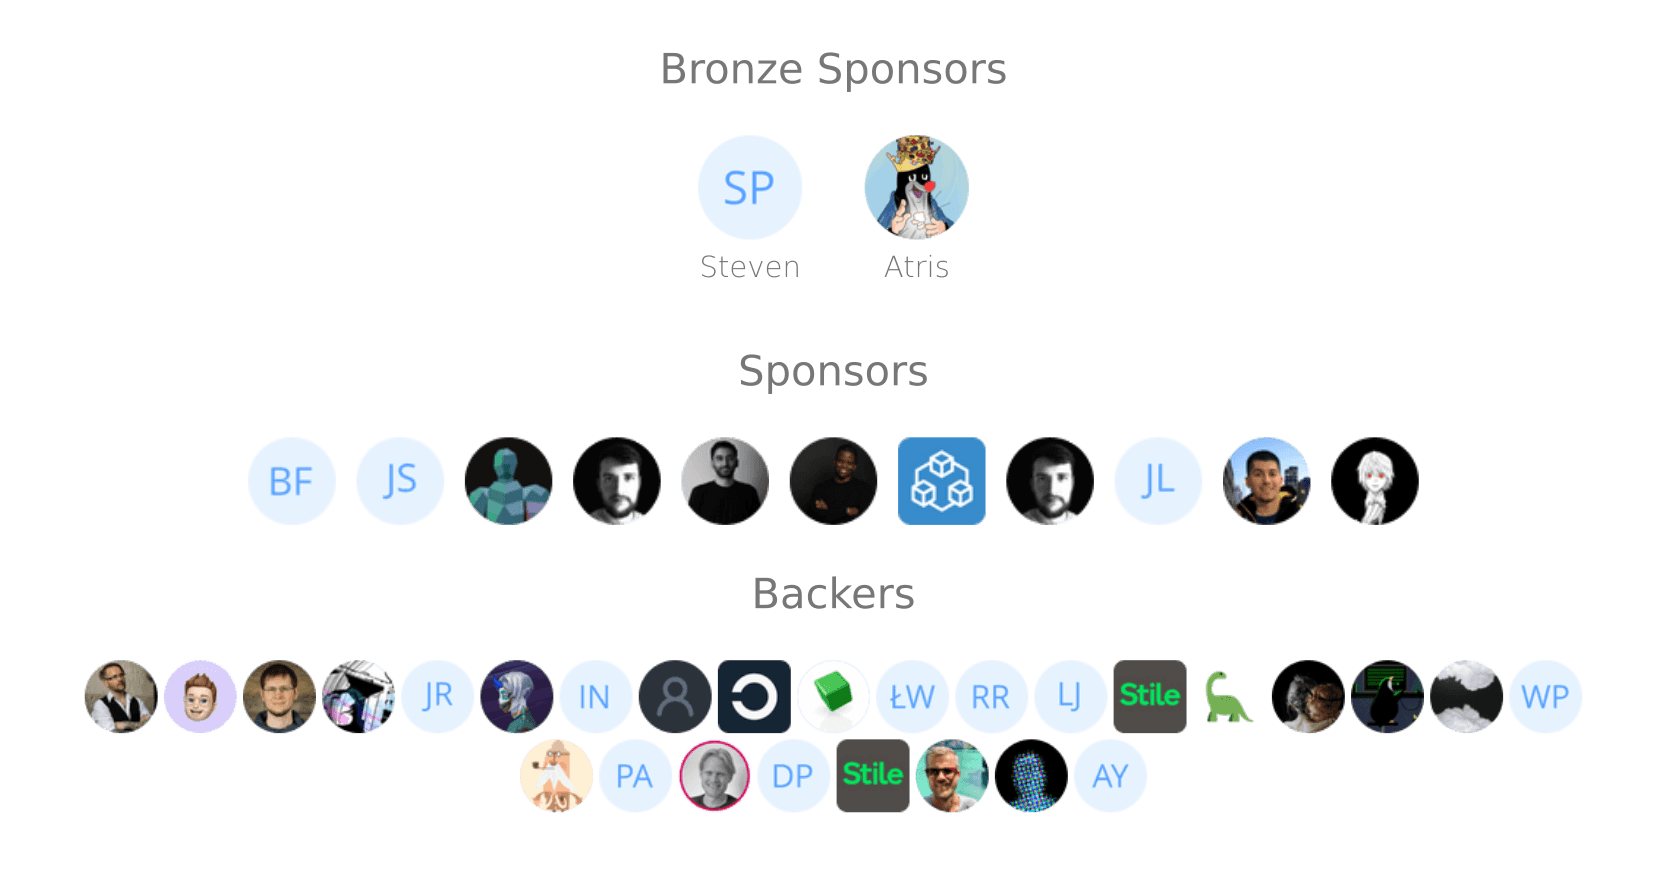 Bronze Sponsors
SP
Steven Atris
Sponsors
BF JS JL
Backers
JR IN ŁW RR LJ Stile WP
PA DP Stile AY